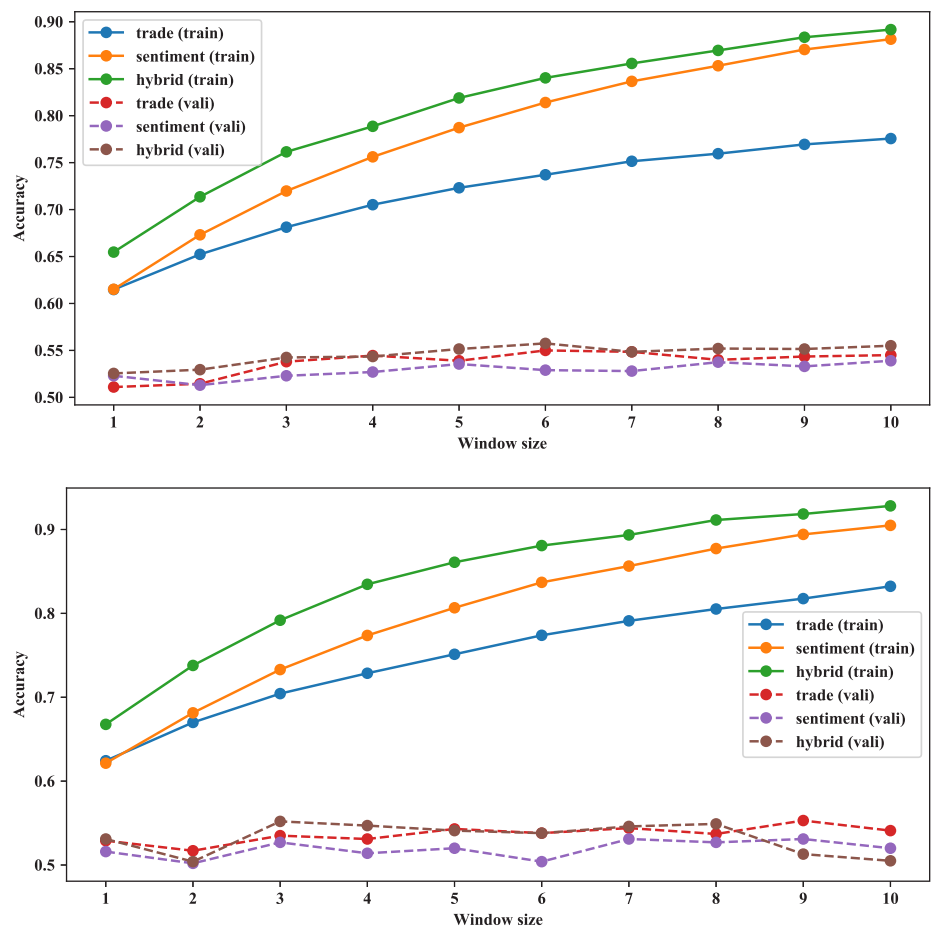 0.90
0.85
0.80
0.75
0.70
0.65
0.60
0.55
0.50
Accuracy
trade (train)
sentiment (train)
hybrid (train)
trade (vali)
sentiment (vali)
hybrid (vali)
1 2 3 4 5 6 7 8 9 10
Window size
0.9
0.8
0.7
0.6
0.5
Accuracy
trade (train)
sentiment (train)
hybrid (train)
trade (vali)
sentiment (vali)
hybrid (vali)
1 2 3 4 5 6 7 8 9 10
Window size